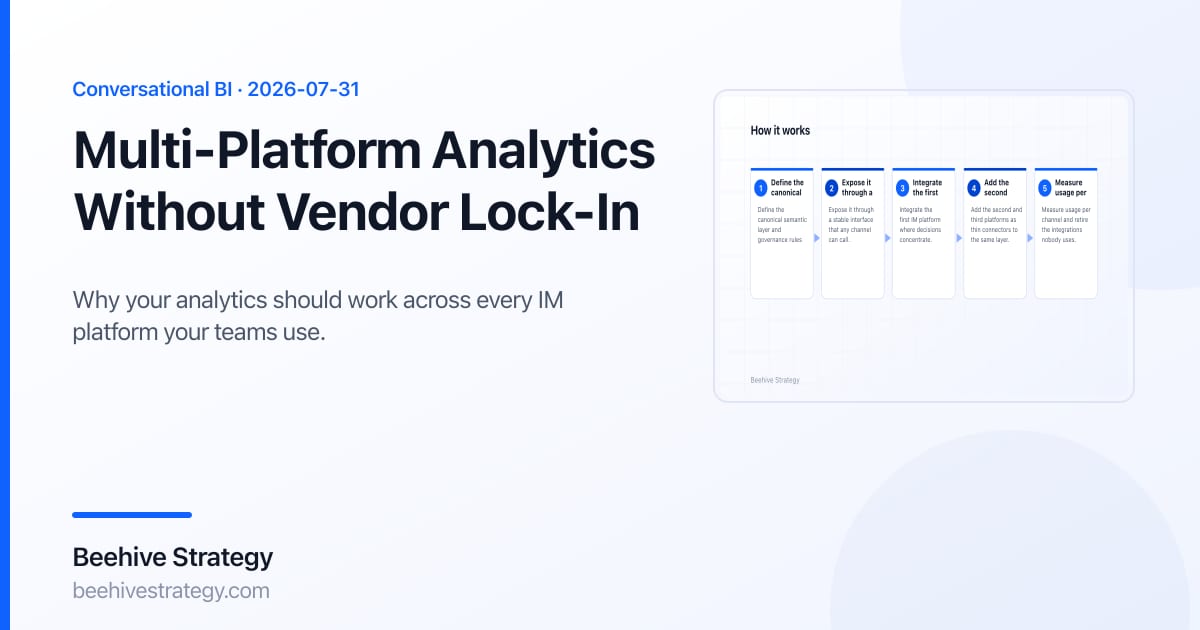 Conversational BI · 2026-07-31
Multi-Platform Analytics
Without Vendor Lock-In
Why your analytics should work across every IM
platform your teams use.
Beehive Strategy
beehivestrategy.com
How it works
1
Define the
canonical
Define the
canonical semantic
layer and
governance rules
2
Expose it
through a
Expose it through
a stable interface
that any channel
can call.
3
Integrate
the first
Integrate the
first IM platform
where decisions
concentrate.
4
Add the
second
Add the second and
third platforms as
thin connectors to
the same layer.
5
Measure
usage per
Measure usage per
channel and retire
the integrations
nobody uses.
Beehive Strategy